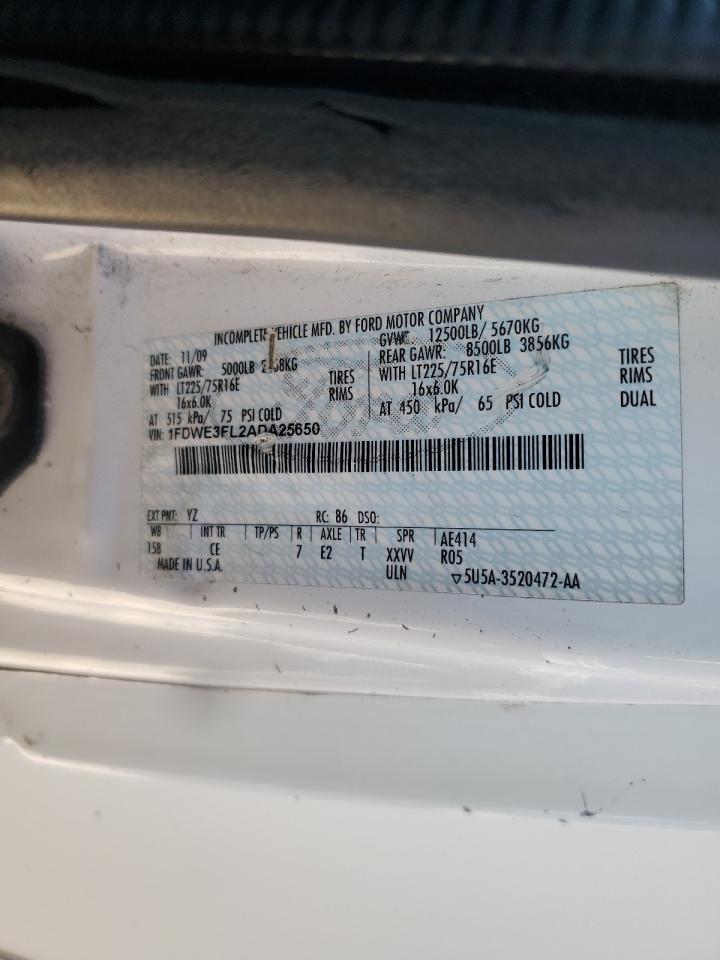 INCOMPLETE VEHICLE MFD. BY FORD MOTOR COMPANY
DATE: 11/09 GVWR 12500LB/ 5670KG
FRONT GAWR: 5000LB REAR GAWR: 8500LB 3856KG
WITH LT225/75R16E TIRES WITH LT225/75R16E TIRES
16x6.0K RIMS 16x6.0K RIMS
AT 515 kPa/ 75 PSI COLD AT 450 kPa/ 65 PSI COLD DUAL
VIN: 1FDWE3FL2ADA25650
EXT PNT: YZ RC: 86 DSO:
WB INT TR TP/PS R AXLE TR SPR AE414
158 CE 7 E2 T XXVV R05
MADE IN U.S.A. ULN ▽5U5A-3520472-AA